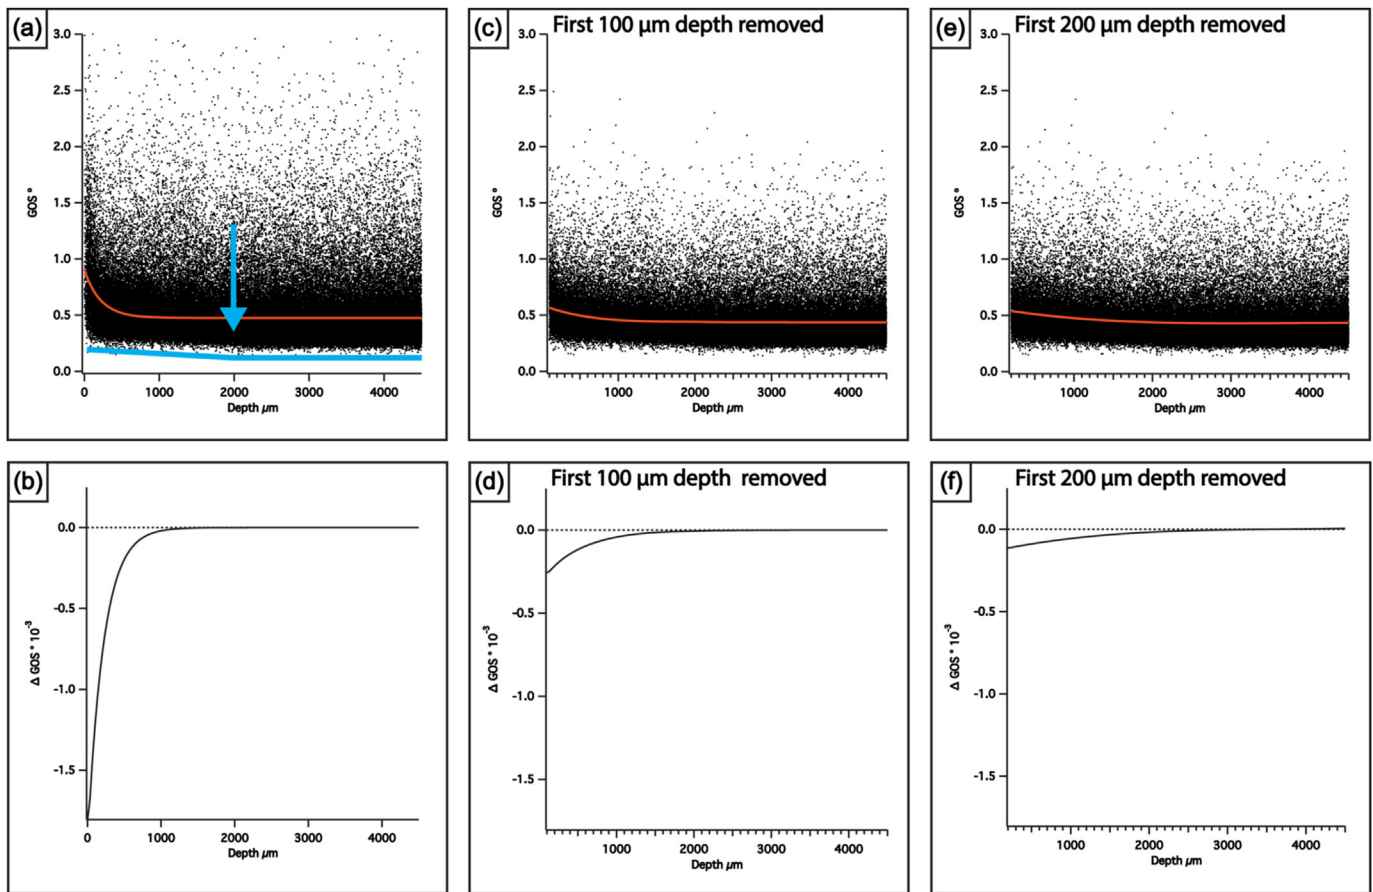 (a)
3.0
2.5
2.0
1.5
1.0
0.5
0.0
GOS °
0 1000 2000 3000 4000
Depth µm
(c) First 100 µm depth removed
3.0
2.5
2.0
1.5
1.0
0.5
0.0
GOS °
1000 2000 3000 4000
Depth µm
(e) First 200 µm depth removed
3.0
2.5
2.0
1.5
1.0
0.5
0.0
GOS °
1000 2000 3000 4000
Depth µm
(b)
0.0
-0.5
-1.0
-1.5
Δ GOS ° 10-3
0 1000 2000 3000 4000
Depth µm
(d) First 100 µm depth removed
0.0
-0.5
-1.0
-1.5
Δ GOS ° 10-3
1000 2000 3000 4000
Depth µm
(f) First 200 µm depth removed
0.0
-0.5
-1.0
-1.5
Δ GOS ° 10-3
1000 2000 3000 4000
Depth µm